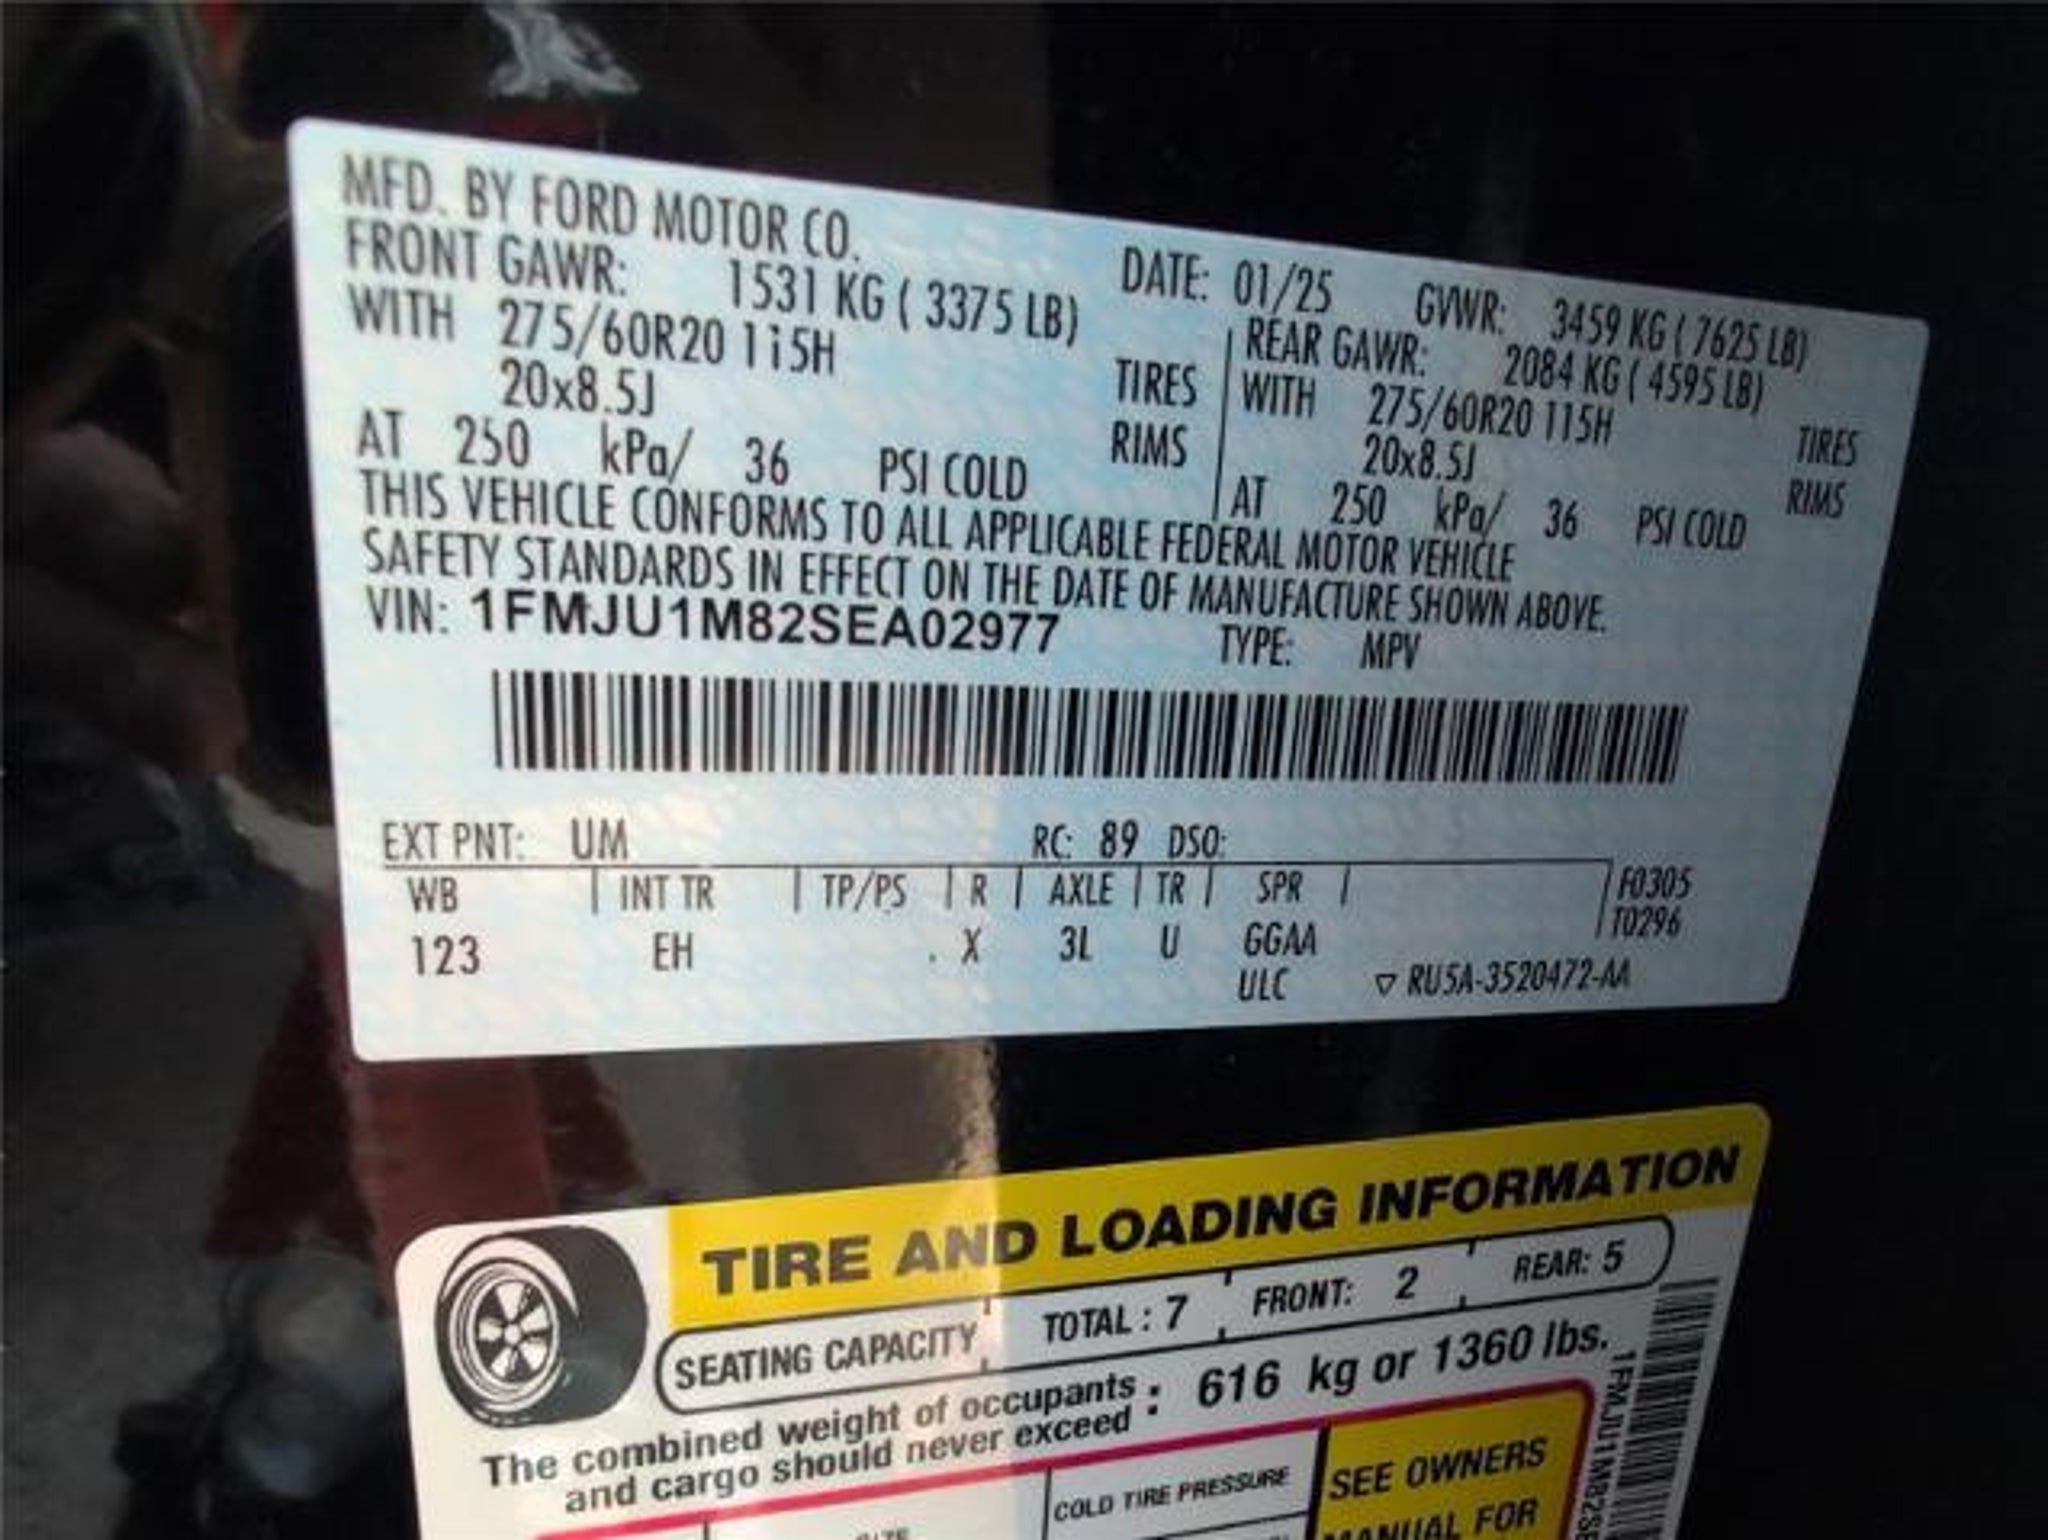 MFD. BY FORD MOTOR CO.
DATE: 01/25 GVWR: 3459 KG ( 7625 LB)
FRONT GAWR: 1531 KG ( 3375 LB) REAR GAWR: 2084 KG ( 4595 LB)
WITH 275/60R20 115H TIRES WITH 275/60R20 115H TIRES
20x8.5J RIMS 20x8.5J RIMS
AT 250 kPa/ 36 PSI COLD AT 250 kPa/ 36 PSI COLD
THIS VEHICLE CONFORMS TO ALL APPLICABLE FEDERAL MOTOR VEHICLE
SAFETY STANDARDS IN EFFECT ON THE DATE OF MANUFACTURE SHOWN ABOVE.
VIN: 1FMJU1M82SEA02977 TYPE: MPV
EXT PNT: UM RC: 89 DSO:
WB INT TR TP/PS R AXLE TR SPR F0305
T0296
123 EH . X 3L U GGAA
ULC ▽ RU5A-3520472-AA
TIRE AND LOADING INFORMATION
SEATING CAPACITY TOTAL : 7 FRONT: 2 REAR: 5
The combined weight of occupants
and cargo should never exceed : 616 kg or 1360 lbs.
COLD TIRE PRESSURE
SEE OWNERS
MANUAL FOR
1FMJU1M82SE